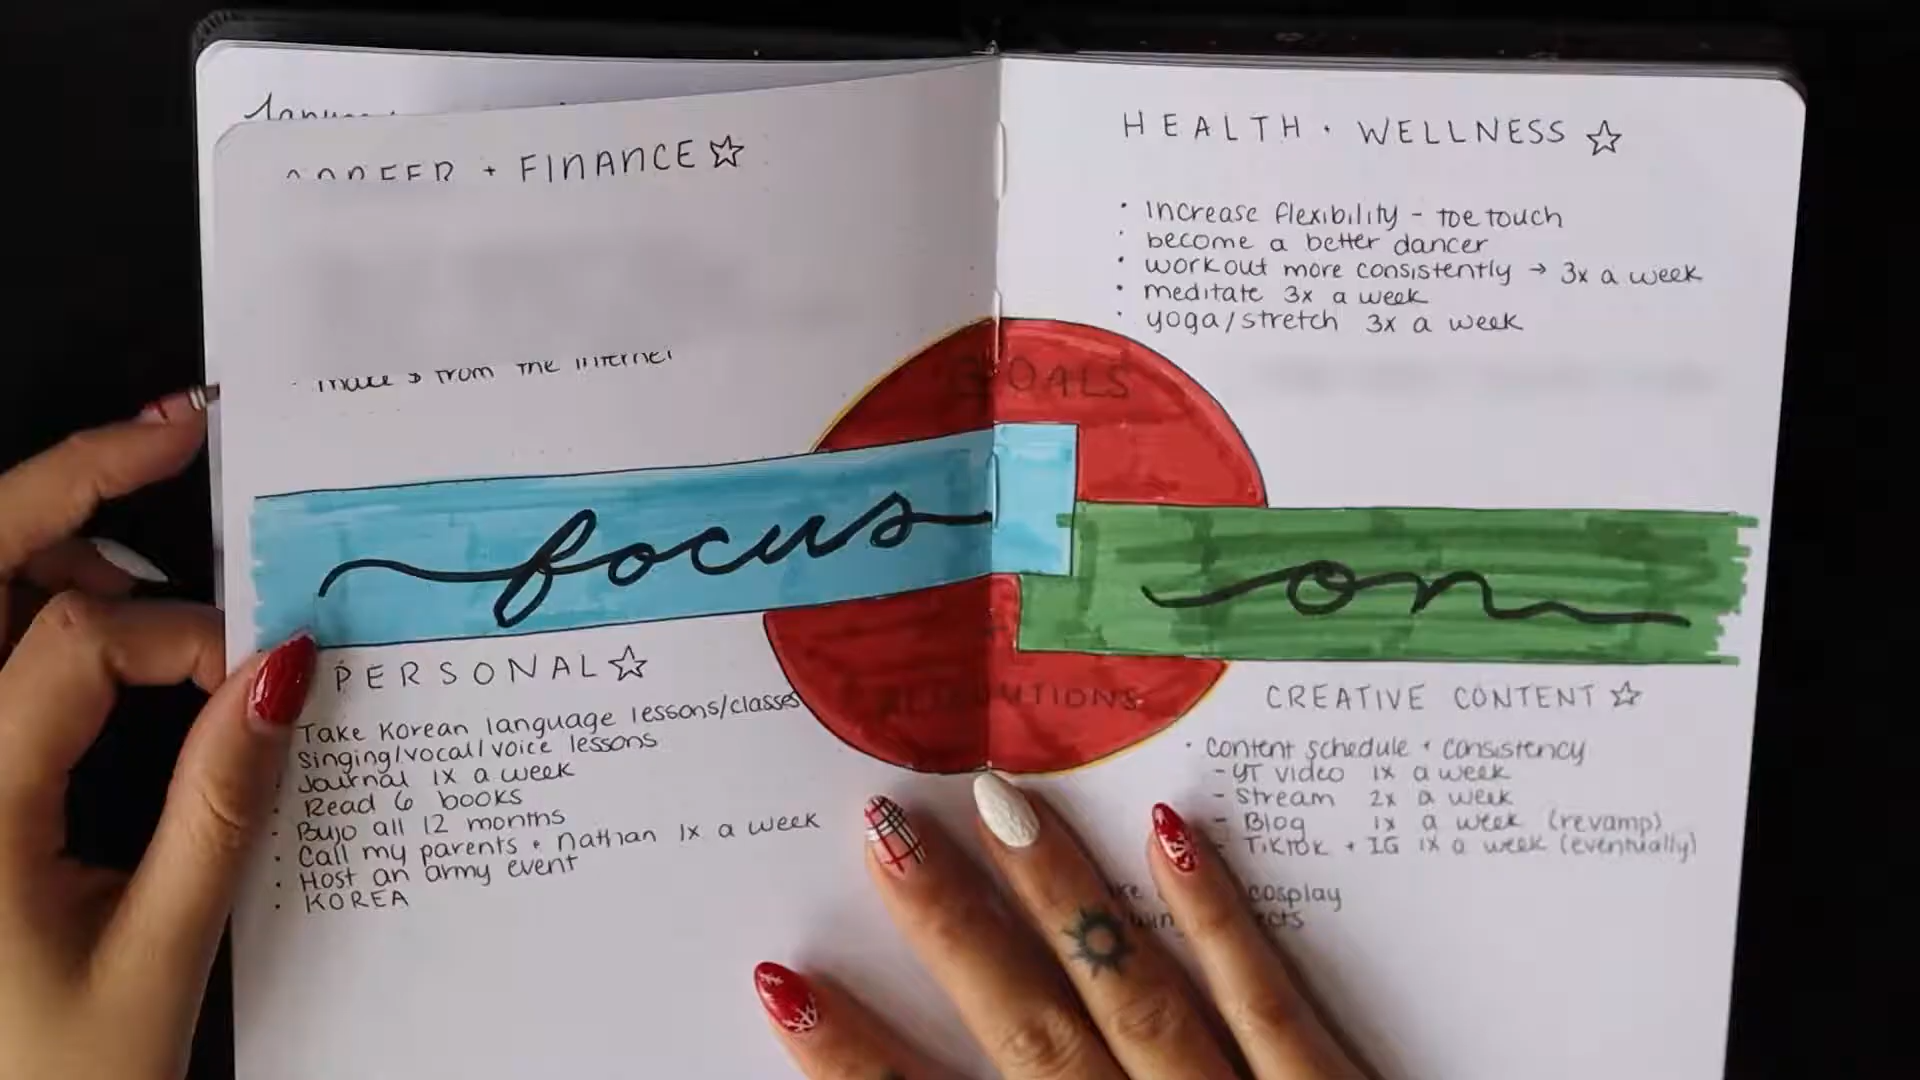 + FINANCE
from the
focus
PERSONAL
Take Korean language lessons/classes
Singing/vocal/voice lessons
• Journal 1x a week
• Read 6 books
• Bujo all 12 months
• Call my parents + Nathan 1x a week
• Host an army event
• KOREA
HEALTH + WELLNESS
• increase flexibility - toe touch
• become a better dancer
• workout more consistently → 3x a week
• meditate 3x a week
• yoga/stretch 3x a week
GOALS
on
CREATIVE CONTENT
• Content schedule + consistency
- YT video 1x a week
- Stream 2x a week
- Blog 1x a week (revamp)
- TikTok + IG 1x a week (eventually)
cosplay